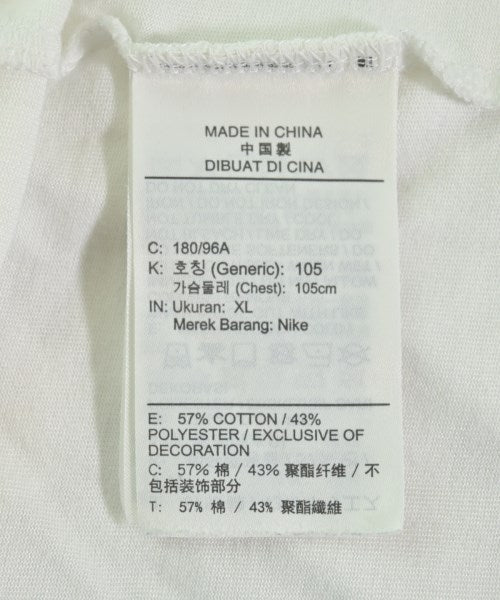 MADE IN CHINA
中国製
DIBUAT DI CINA
C: 180/96A
K: 호칭 (Generic): 105
가슴둘레 (Chest): 105cm
IN: Ukuran: XL
Merek Barang: Nike
E: 57% COTTON / 43%
POLYESTER / EXCLUSIVE OF
DECORATION
C: 57% 棉 / 43% 聚酯纤维 / 不
包括装饰部分
T: 57% 棉 / 43% 聚酯纖維